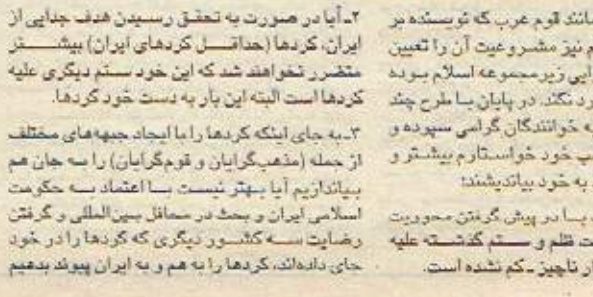 مانند قوم عرب که نویسنده بر
م نیز مشروعیت آن را تعیین
ایی زیرمجموعه اسلام بوده
رد نکند. در پایان با طرح چند
ه خوانندگان گرامی سپرده و
پ خود خواستارم بیشتر و
به خود بیاندیشند:
با در پیش گرفتن محوریت
ت ظلم و ستم گذشته علیه
ار ناچیز ـ کم نشده است.
۲ـ آیا در صورت به تحقق رسیدن هدف جدایی از
ایران، کردها (حداقل کردهای ایران) بیشتر
متضرر نخواهند شد که این خود ستم دیگری علیه
کردها است البته این بار به دست خود کردها.
۳ـ به جای اینکه کردها را با ایجاد جبهه‌های مختلف
از جمله (مذهب‌گرایان و قوم‌گرایان) را به جان هم
بیاندازیم آیا بهتر نیست با اعتماد به حکومت
اسلامی ایران و بحث در محافل بین‌المللی و گرفتن
رضایت سه کشور دیگری که کردها را در خود
جای داده‌اند، کردها را به هم و به ایران پیوند بدهیم